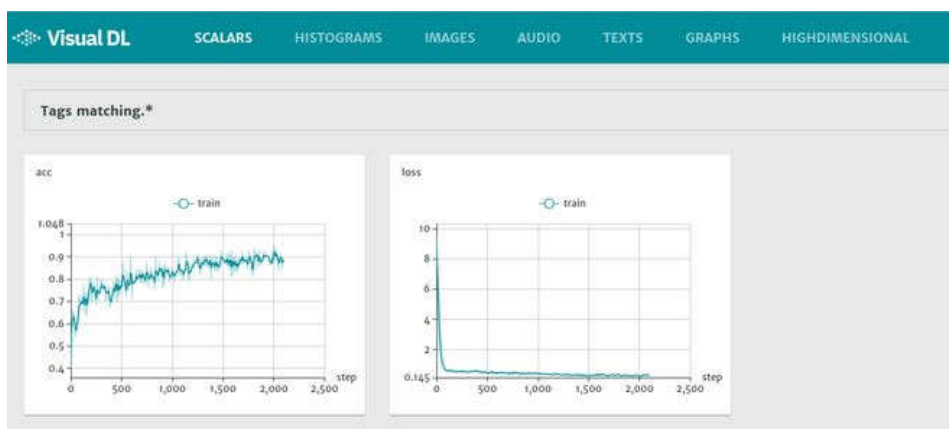 Visual DL SCALARS HISTOGRAMS IMAGES AUDIO TEXTS GRAPHS HIGHDIMENSIONAL
Tags matching.*
acc
train
1.048
1
0.9
0.8
0.7
0.6
0.5
0.4
0 500 1,000 1,500 2,000 2,500
step
loss
train
10
8
6
4
2
0.145
0 500 1,000 1,500 2,000 2,500
step